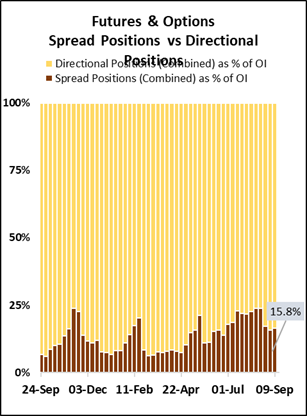 Futures & Options
Spread Positions vs Directional
Positions
Directional Positions (Combined) as % of OI
Spread Positions (Combined) as % of OI
100%
75%
50%
25%
15.8%
0%
24-Sep 03-Dec 11-Feb 22-Apr 01-Jul 09-Sep